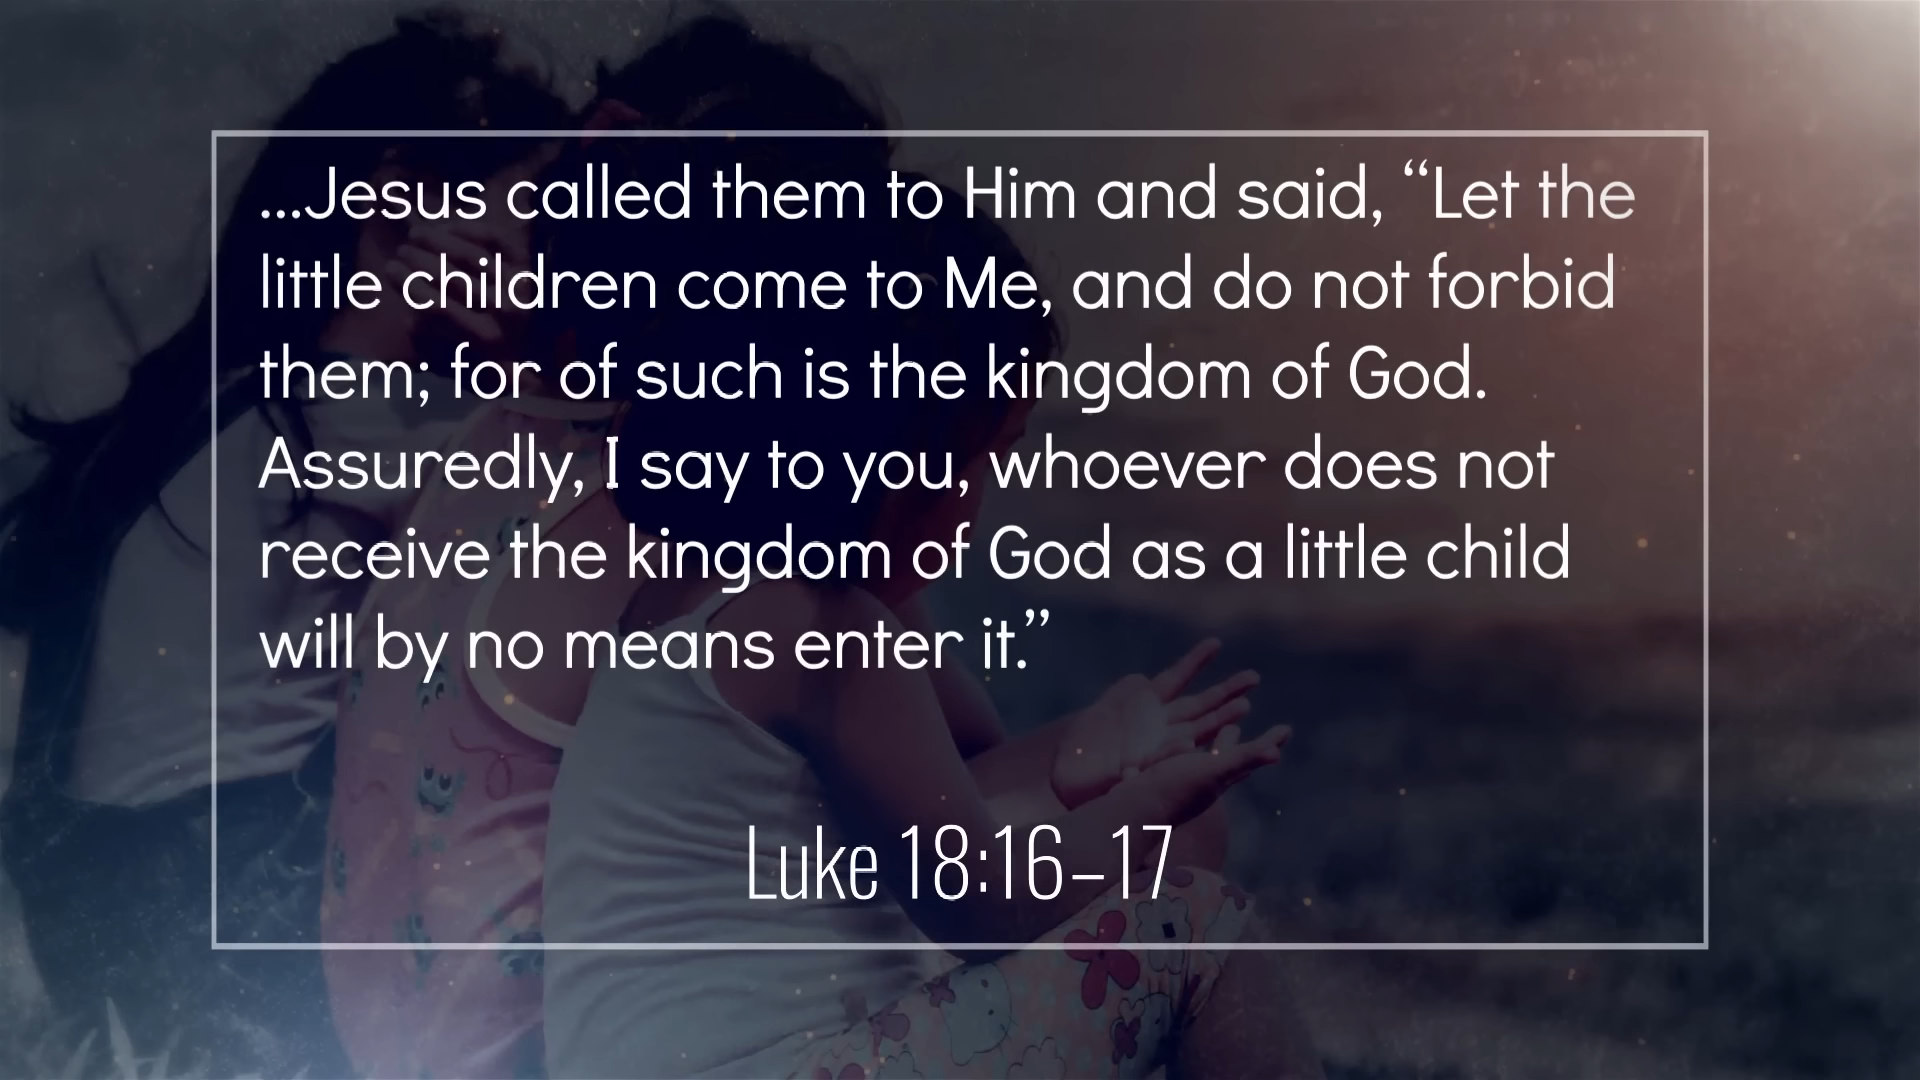 ...Jesus called them to Him and said, “Let the
little children come to Me, and do not forbid
them; for of such is the kingdom of God.
Assuredly, I say to you, whoever does not
receive the kingdom of God as a little child
will by no means enter it.”
Luke 18:16–17